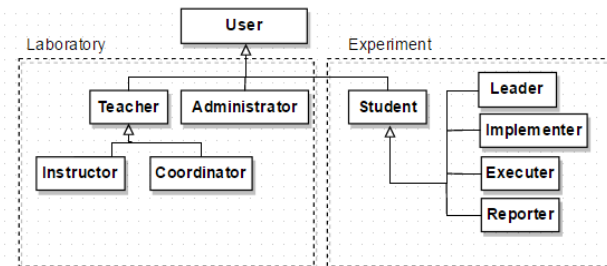 User
Laboratory
Experiment
Teacher
Administrator
Student
Leader
Implementer
Instructor
Coordinator
Executer
Reporter